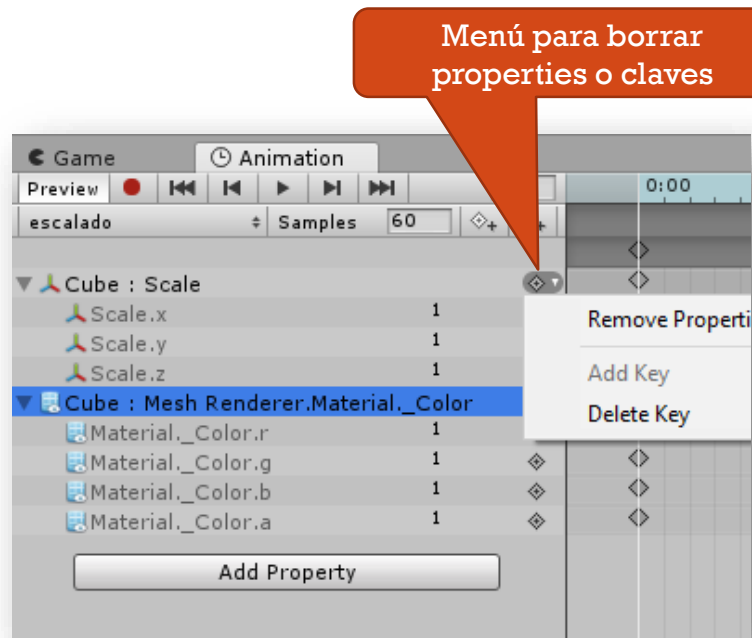 Menú para borrar
properties o claves
Game Animation
Preview 0:00
escalado Samples 60
Cube : Scale
Scale.x 1
Scale.y 1
Scale.z 1
Remove Properti
Add Key
Delete Key
Cube : Mesh Renderer.Material._Color
Material._Color.r 1
Material._Color.g 1
Material._Color.b 1
Material._Color.a 1
Add Property